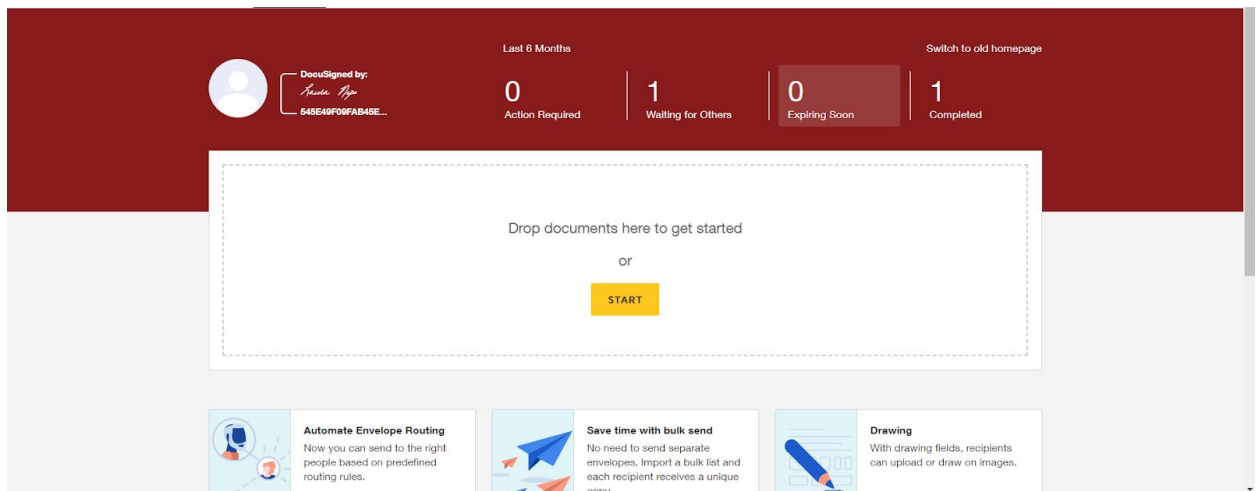 Last 6 Months
Switch to old homepage
DocuSigned by:
545E49F09FAB45E...
0
Action Required
1
Waiting for Others
0
Expiring Soon
1
Completed
Drop documents here to get started
or
START
Automate Envelope Routing
Now you can send to the right
people based on predefined
routing rules.
Save time with bulk send
No need to send separate
envelopes. Import a bulk list and
each recipient receives a unique
copy.
Drawing
With drawing fields, recipients
can upload or draw on images.